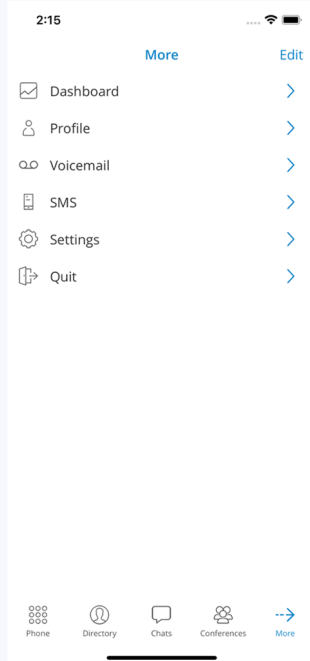 2:15
More Edit
Dashboard
Profile
Voicemail
SMS
Settings
Quit
Phone Directory Chats Conferences More